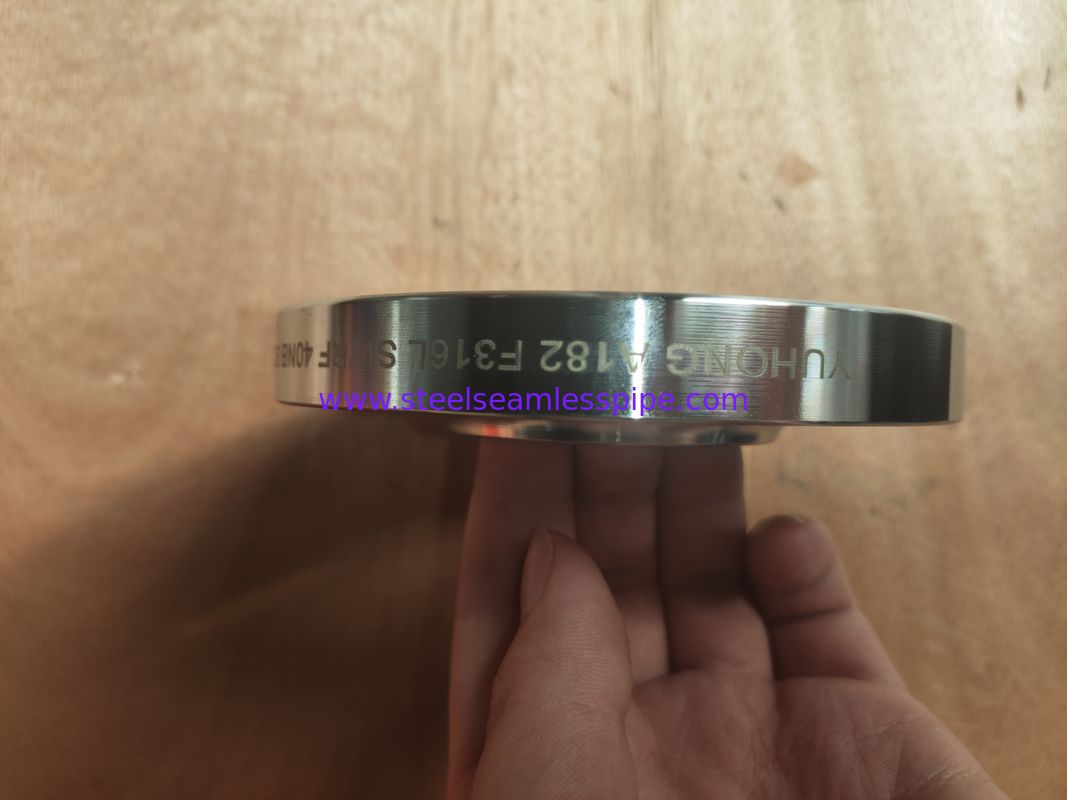 YUHONG A182 F316L SORF 40NB
www.steelseamlesspipe.com